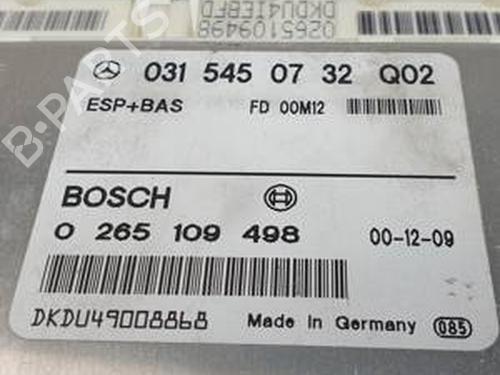 DKDU41EBFD
0265109498
031 545 07 32 Q02
ESP+BAS FD 00M12
BOSCH
0 265 109 498 00-12-09
DKDU49008868 Made in Germany 085
B-PARTS